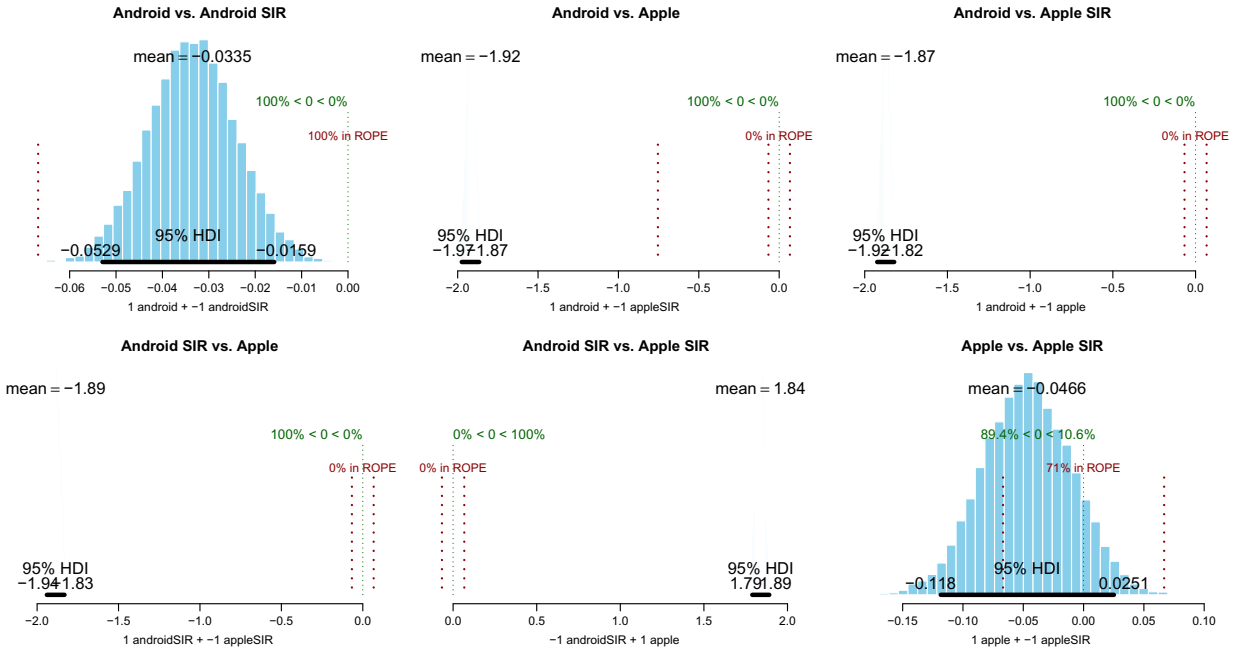 Android vs. Android SIR
mean = −0.0335
100% < 0 < 0%
100% in ROPE
95% HDI
−0.0529
−0.0159
−0.06 −0.05 −0.04 −0.03 −0.02 −0.01 0.00
1 android + −1 androidSIR
Android vs. Apple
mean = −1.92
100% < 0 < 0%
0% in ROPE
95% HDI
−1.97
−1.87
−2.0 −1.5 −1.0 −0.5 0.0
1 android + −1 appleSIR
Android vs. Apple SIR
mean = −1.87
100% < 0 < 0%
0% in ROPE
95% HDI
−1.92
−1.82
−2.0 −1.5 −1.0 −0.5 0.0
1 android + −1 apple
Android SIR vs. Apple
mean = −1.89
100% < 0 < 0%
0% in ROPE
95% HDI
−1.94
−1.83
−2.0 −1.5 −1.0 −0.5 0.0
1 androidSIR + −1 appleSIR
Android SIR vs. Apple SIR
mean = 1.84
0% < 0 < 100%
0% in ROPE
95% HDI
1.79
1.89
0.0 0.5 1.0 1.5 2.0
−1 androidSIR + 1 apple
Apple vs. Apple SIR
mean = −0.0466
89.4% < 0 < 10.6%
71% in ROPE
95% HDI
−0.118
0.0251
−0.15 −0.10 −0.05 0.00 0.05 0.10
1 apple + −1 appleSIR